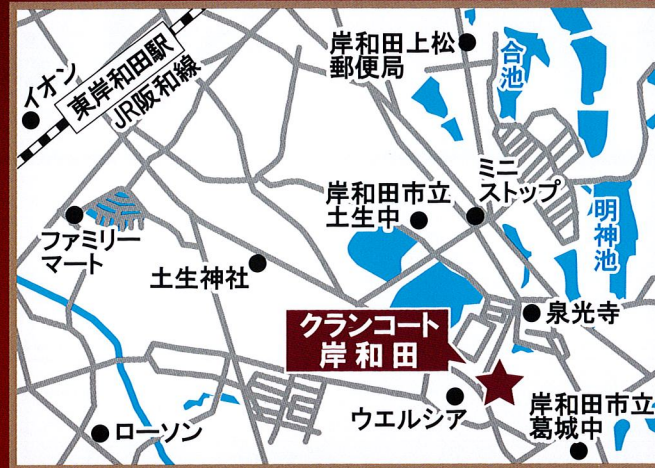 イオン
東岸和田駅
JR阪和線
岸和田上松
郵便局
合池
ミニ
ストップ
岸和田市立
土生中
明神池
ファミリー
マート
土生神社
泉光寺
クランコート
岸和田
ウエルシア
岸和田市立
葛城中
ローソン